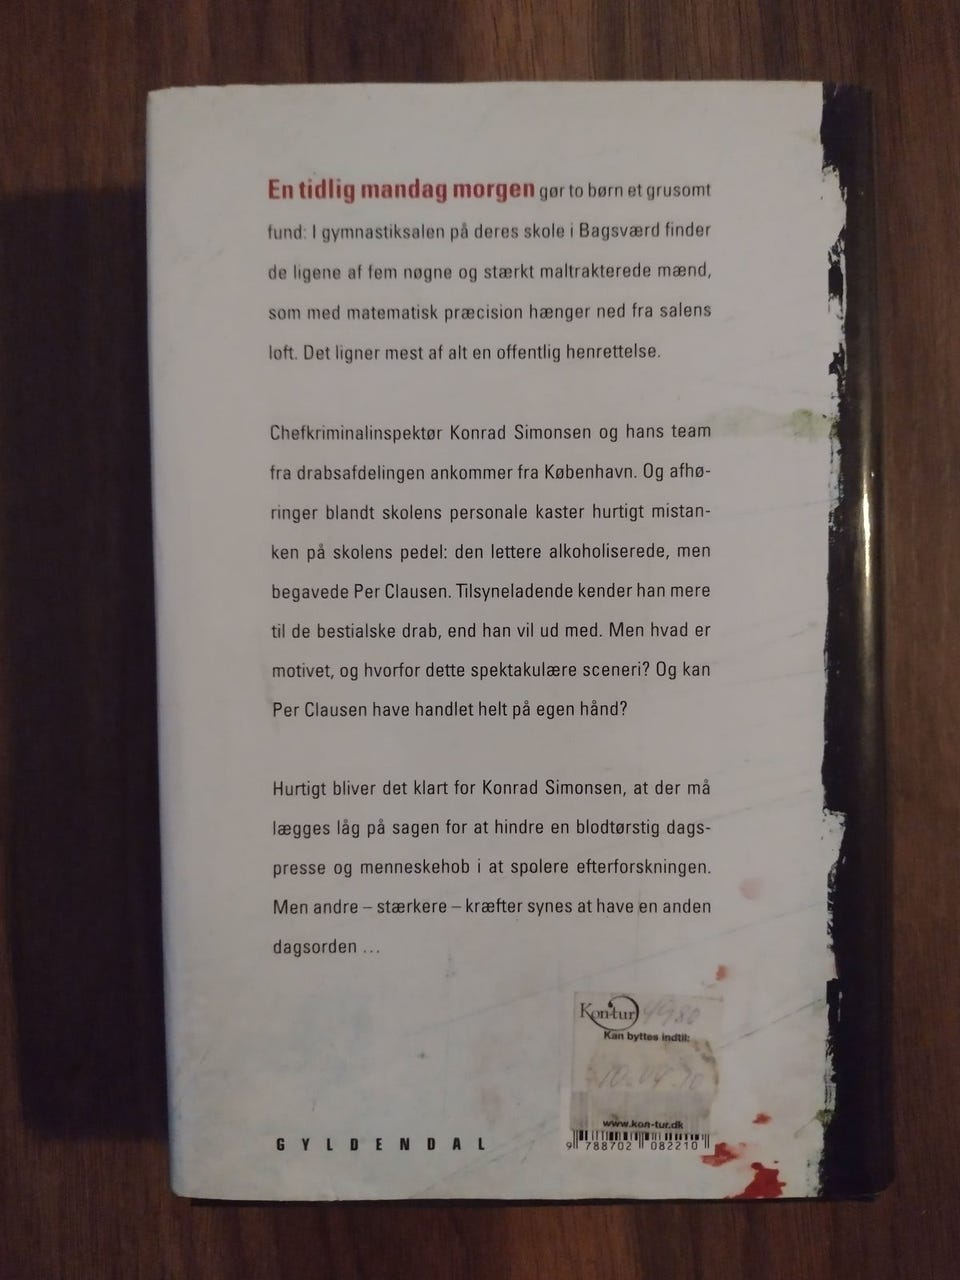 En tidlig mandag morgen gør to børn et grusomt
fund: I gymnastiksalen på deres skole i Bagsværd finder
de ligene af fem nøgne og stærkt maltrakterede mænd,
som med matematisk præcision hænger ned fra salens
loft. Det ligner mest af alt en offentlig henrettelse.
Chefkriminalinspektør Konrad Simonsen og hans team
fra drabsafdelingen ankommer fra København. Og afhø-
ringer blandt skolens personale kaster hurtigt mistan-
ken på skolens pedel: den lettere alkoholiserede, men
begavede Per Clausen. Tilsyneladende kender han mere
til de bestialske drab, end han vil ud med. Men hvad er
motivet, og hvorfor dette spektakulære sceneri? Og kan
Per Clausen have handlet helt på egen hånd?
Hurtigt bliver det klart for Konrad Simonsen, at der må
lægges låg på sagen for at hindre en blodtørstig dags-
presse og menneskehob i at spolere efterforskningen.
Men andre – stærkere – kræfter synes at have en anden
dagsorden ...
Kon-tur
Kan byttes indtil:
www.kon-tur.dk
GYLDENDAL
9 788702 082210